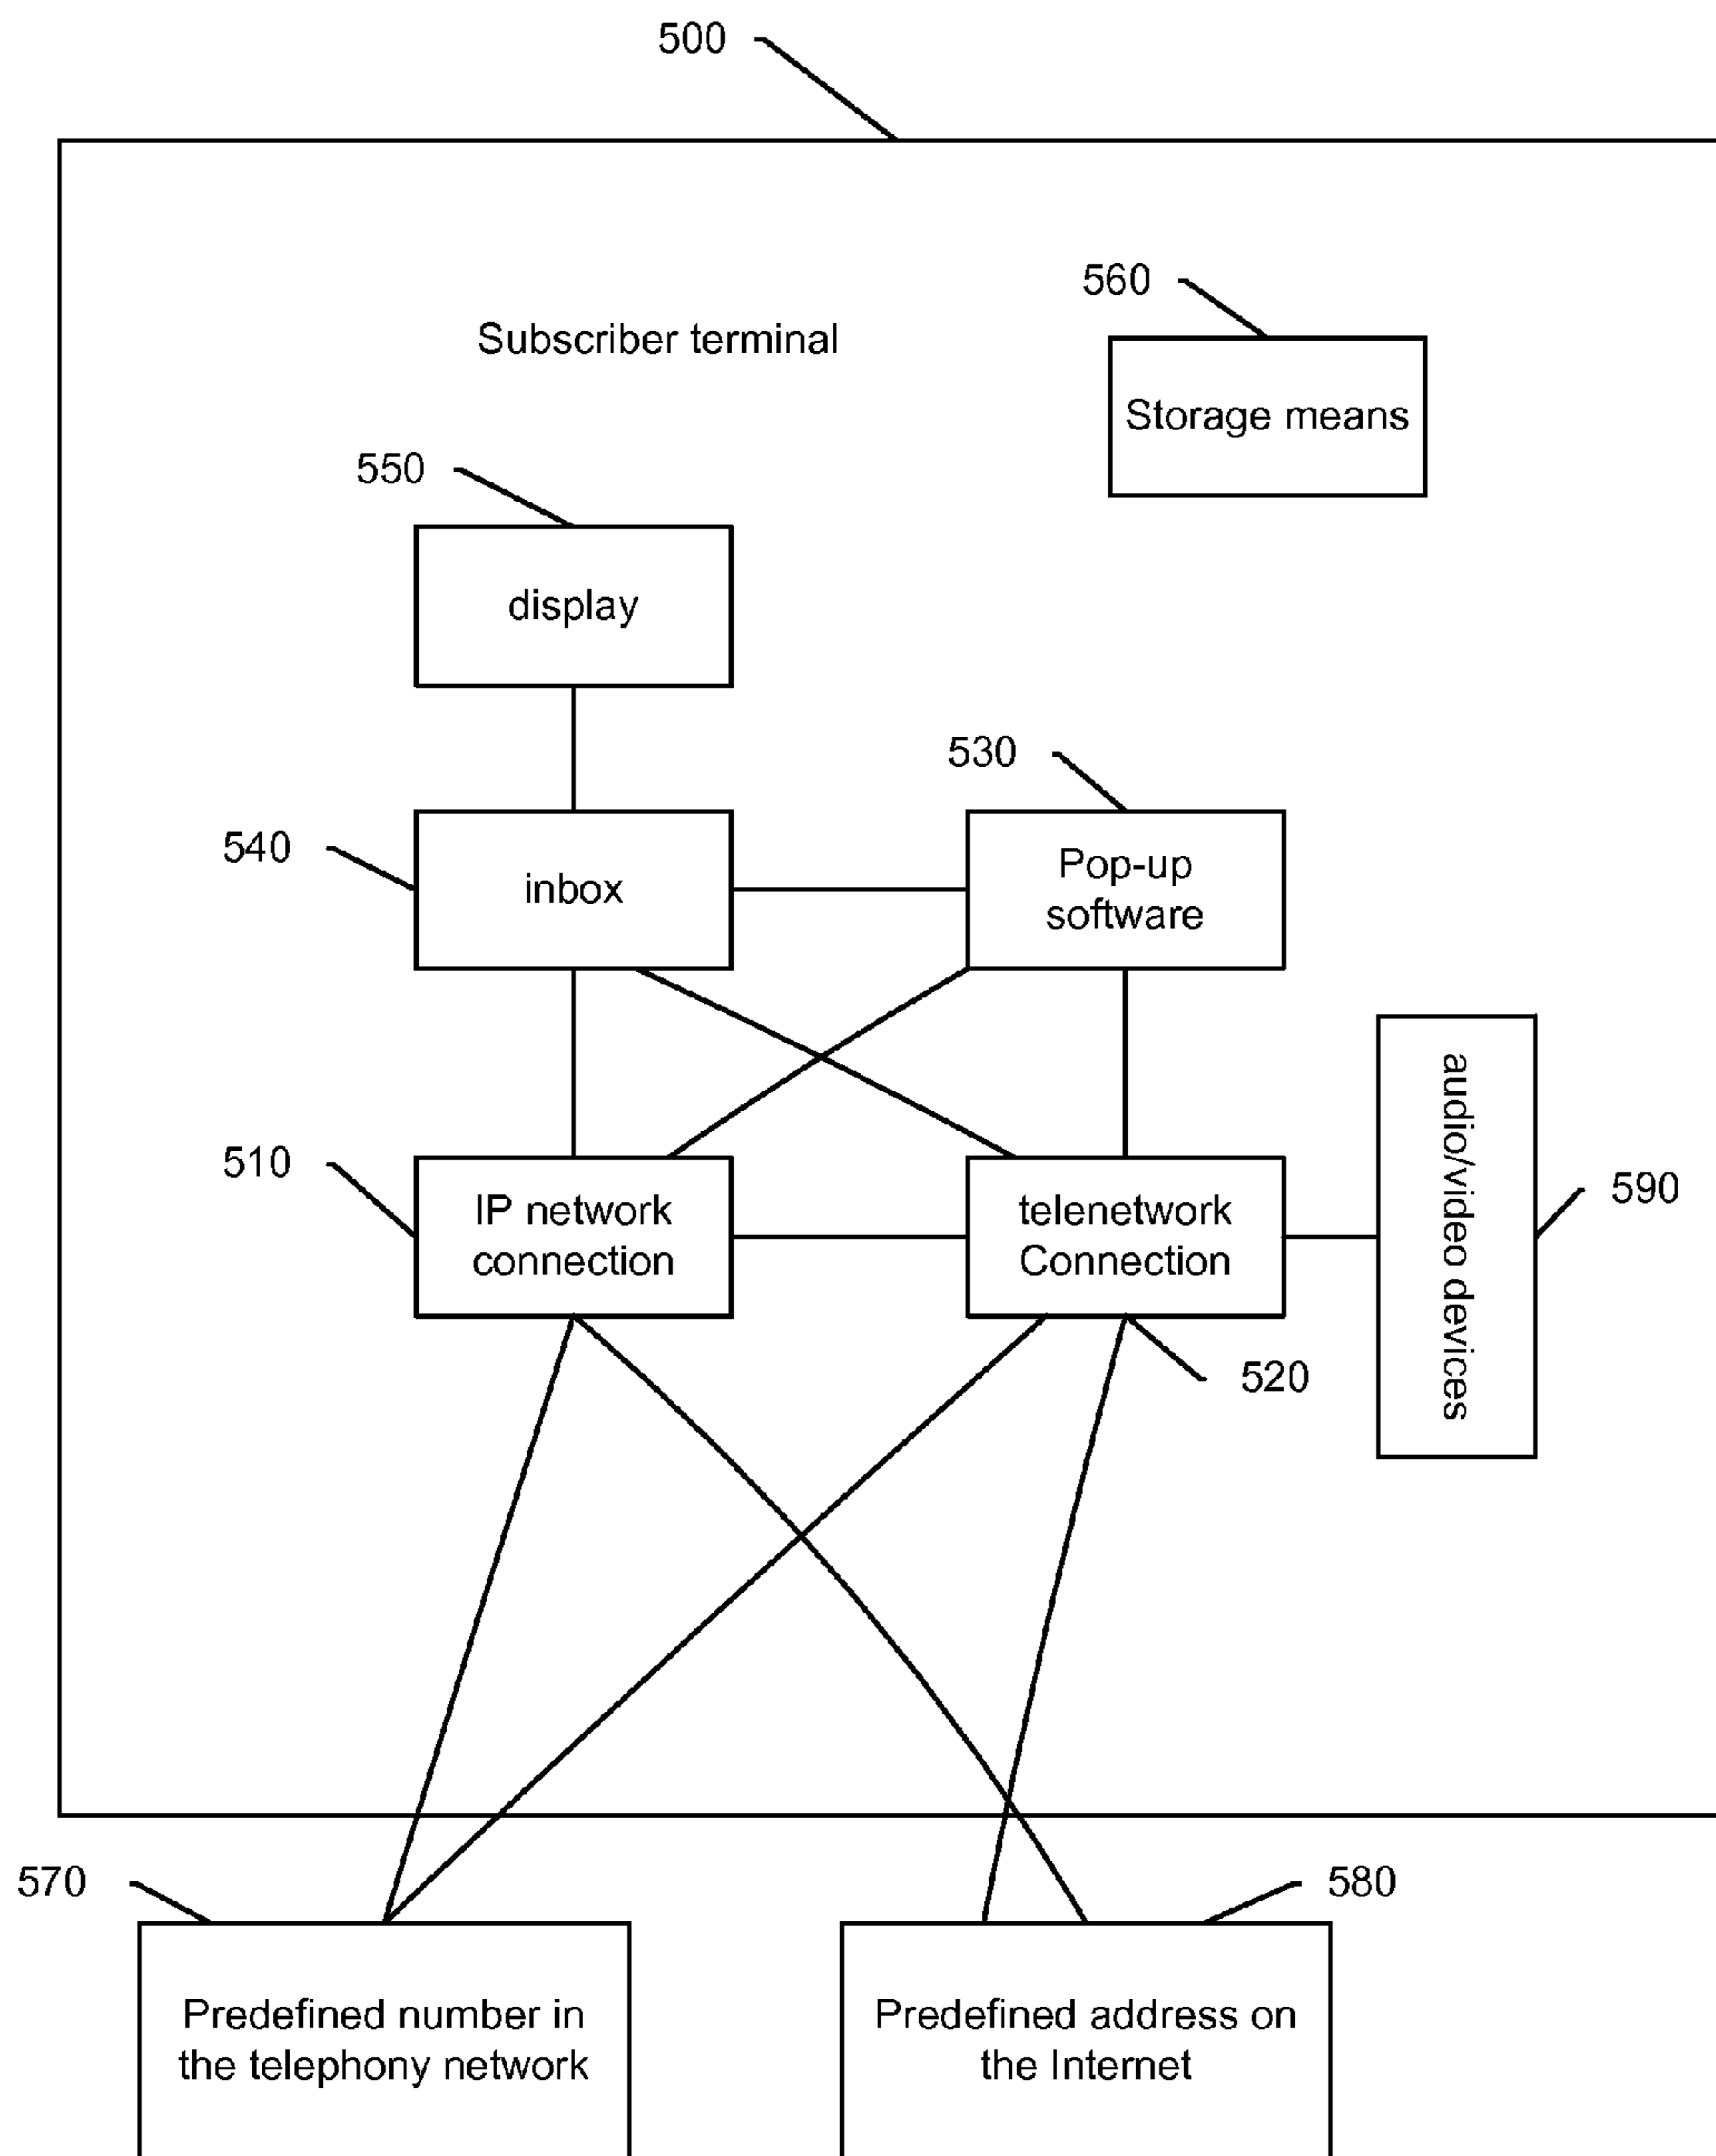 500
560
Subscriber terminal
Storage means
550
display
530
540
inbox
Pop-up
software
510
IP network
connection
telenetwork
Connection
audio/video devices
590
520
570
580
Predefined number in
the telephony network
Predefined address on
the Internet